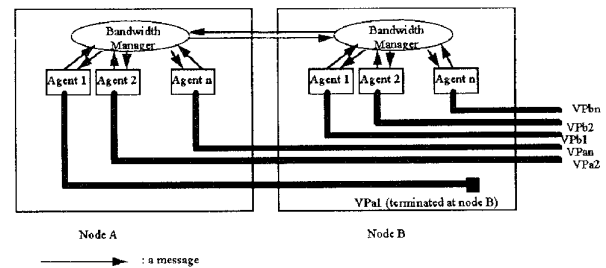 Bandwidth
Manager
Bandwidth
Manager
Agent 1
Agent 2
Agent n
Agent 1
Agent 2
Agent n
VPbn
VPb2
VPb1
VPan
VPa2
VPa1 (terminated at node B)
Node A
Node B
: a message